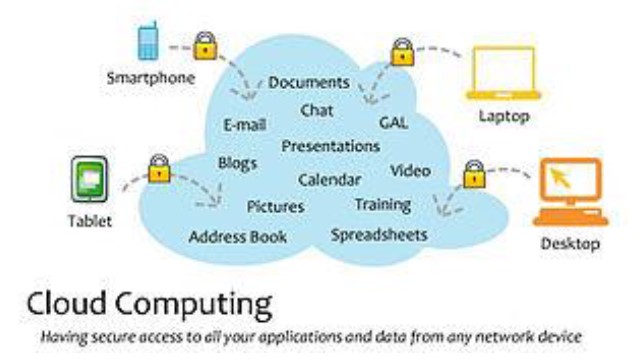 Smartphone
Documents
Chat
E-mail
GAL
Laptop
Presentations
Blogs
Video
Calendar
Tablet
Pictures
Training
Address Book
Spreadsheets
Desktop
Cloud Computing
Having secure access to all your applications and data from any network device